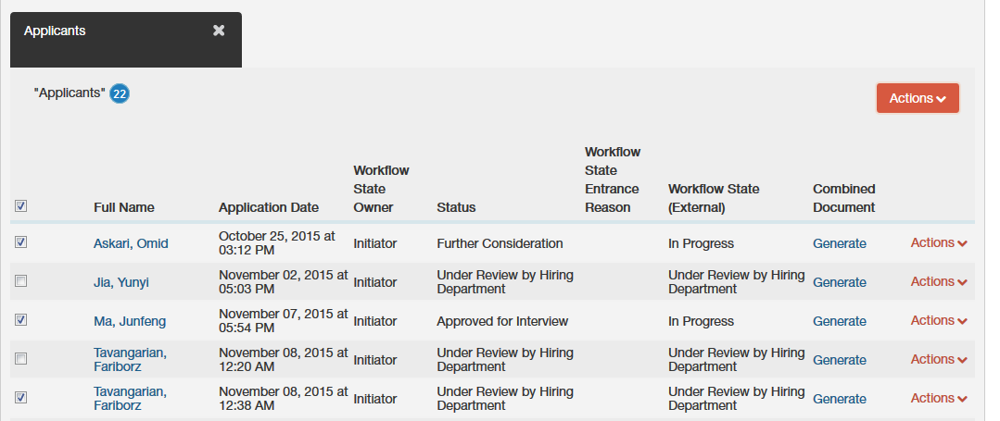 Applicants
"Applicants" 22
Actions
Full Name
Application Date
Workflow
State
Owner
Status
Workflow
State
Entrance
Reason
Workflow State
(External)
Combined
Document
Askari, Omid
October 25, 2015 at
03:12 PM
Initiator
Further Consideration
In Progress
Generate
Actions
Jia, Yunyi
November 02, 2015 at
05:03 PM
Initiator
Under Review by Hiring
Department
Under Review by Hiring
Department
Generate
Actions
Ma, Junfeng
November 07, 2015 at
05:54 PM
Initiator
Approved for Interview
In Progress
Generate
Actions
Tavangarian,
Fariborz
November 08, 2015 at
12:20 AM
Initiator
Under Review by Hiring
Department
Under Review by Hiring
Department
Generate
Actions
Tavangarian,
Fariborz
November 08, 2015 at
12:38 AM
Initiator
Under Review by Hiring
Department
Under Review by Hiring
Department
Generate
Actions